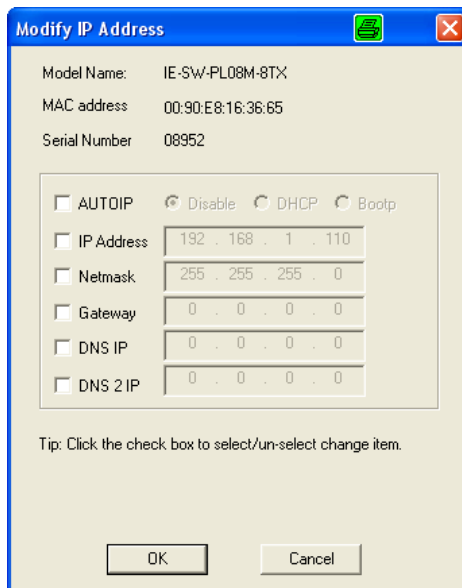 Modify IP Address
Model Name: IE-SW-PL08M-8TX
MAC address 00:90:E8:16:36:65
Serial Number 08952
AUTOIP Disable DHCP Bootp
IP Address 192 . 168 . 1 . 110
Netmask 255 . 255 . 255 . 0
Gateway 0 . 0 . 0 . 0
DNS IP 0 . 0 . 0 . 0
DNS 2 IP 0 . 0 . 0 . 0
Tip: Click the check box to select/un-select change item.
OK Cancel